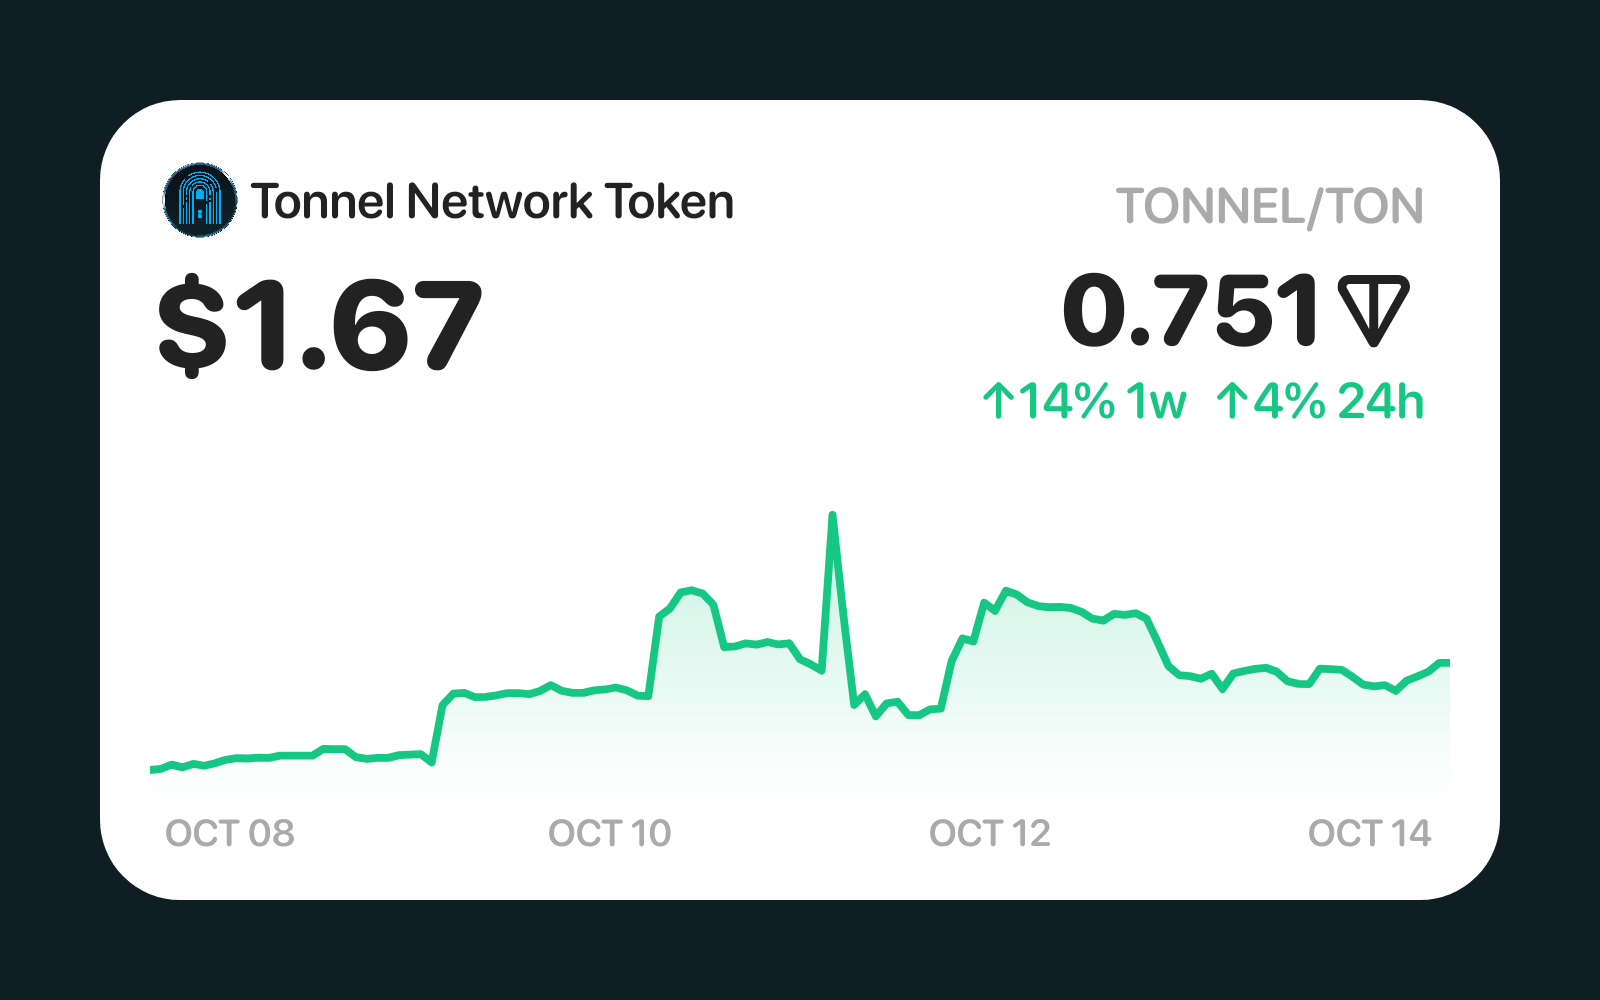 Tonnel Network Token
TONNEL/TON
$1.67
0.751
↑14% 1w ↑4% 24h
OCT 08
OCT 10
OCT 12
OCT 14